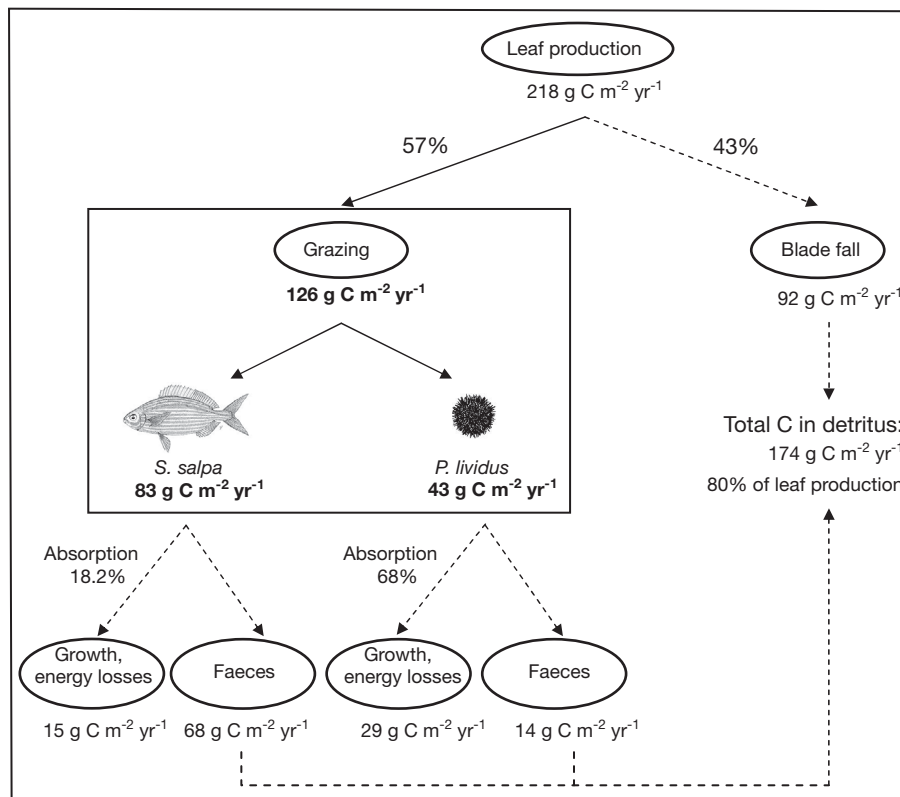 Leaf production
218 g C m⁻² yr⁻¹
57%
43%
Grazing
126 g C m⁻² yr⁻¹
Blade fall
92 g C m⁻² yr⁻¹
S. salpa
83 g C m⁻² yr⁻¹
P. lividus
43 g C m⁻² yr⁻¹
Total C in detritus:
174 g C m⁻² yr⁻¹
80% of leaf production
Absorption
18.2%
Absorption
68%
Growth,
energy losses
15 g C m⁻² yr⁻¹
Faeces
68 g C m⁻² yr⁻¹
Growth,
energy losses
29 g C m⁻² yr⁻¹
Faeces
14 g C m⁻² yr⁻¹